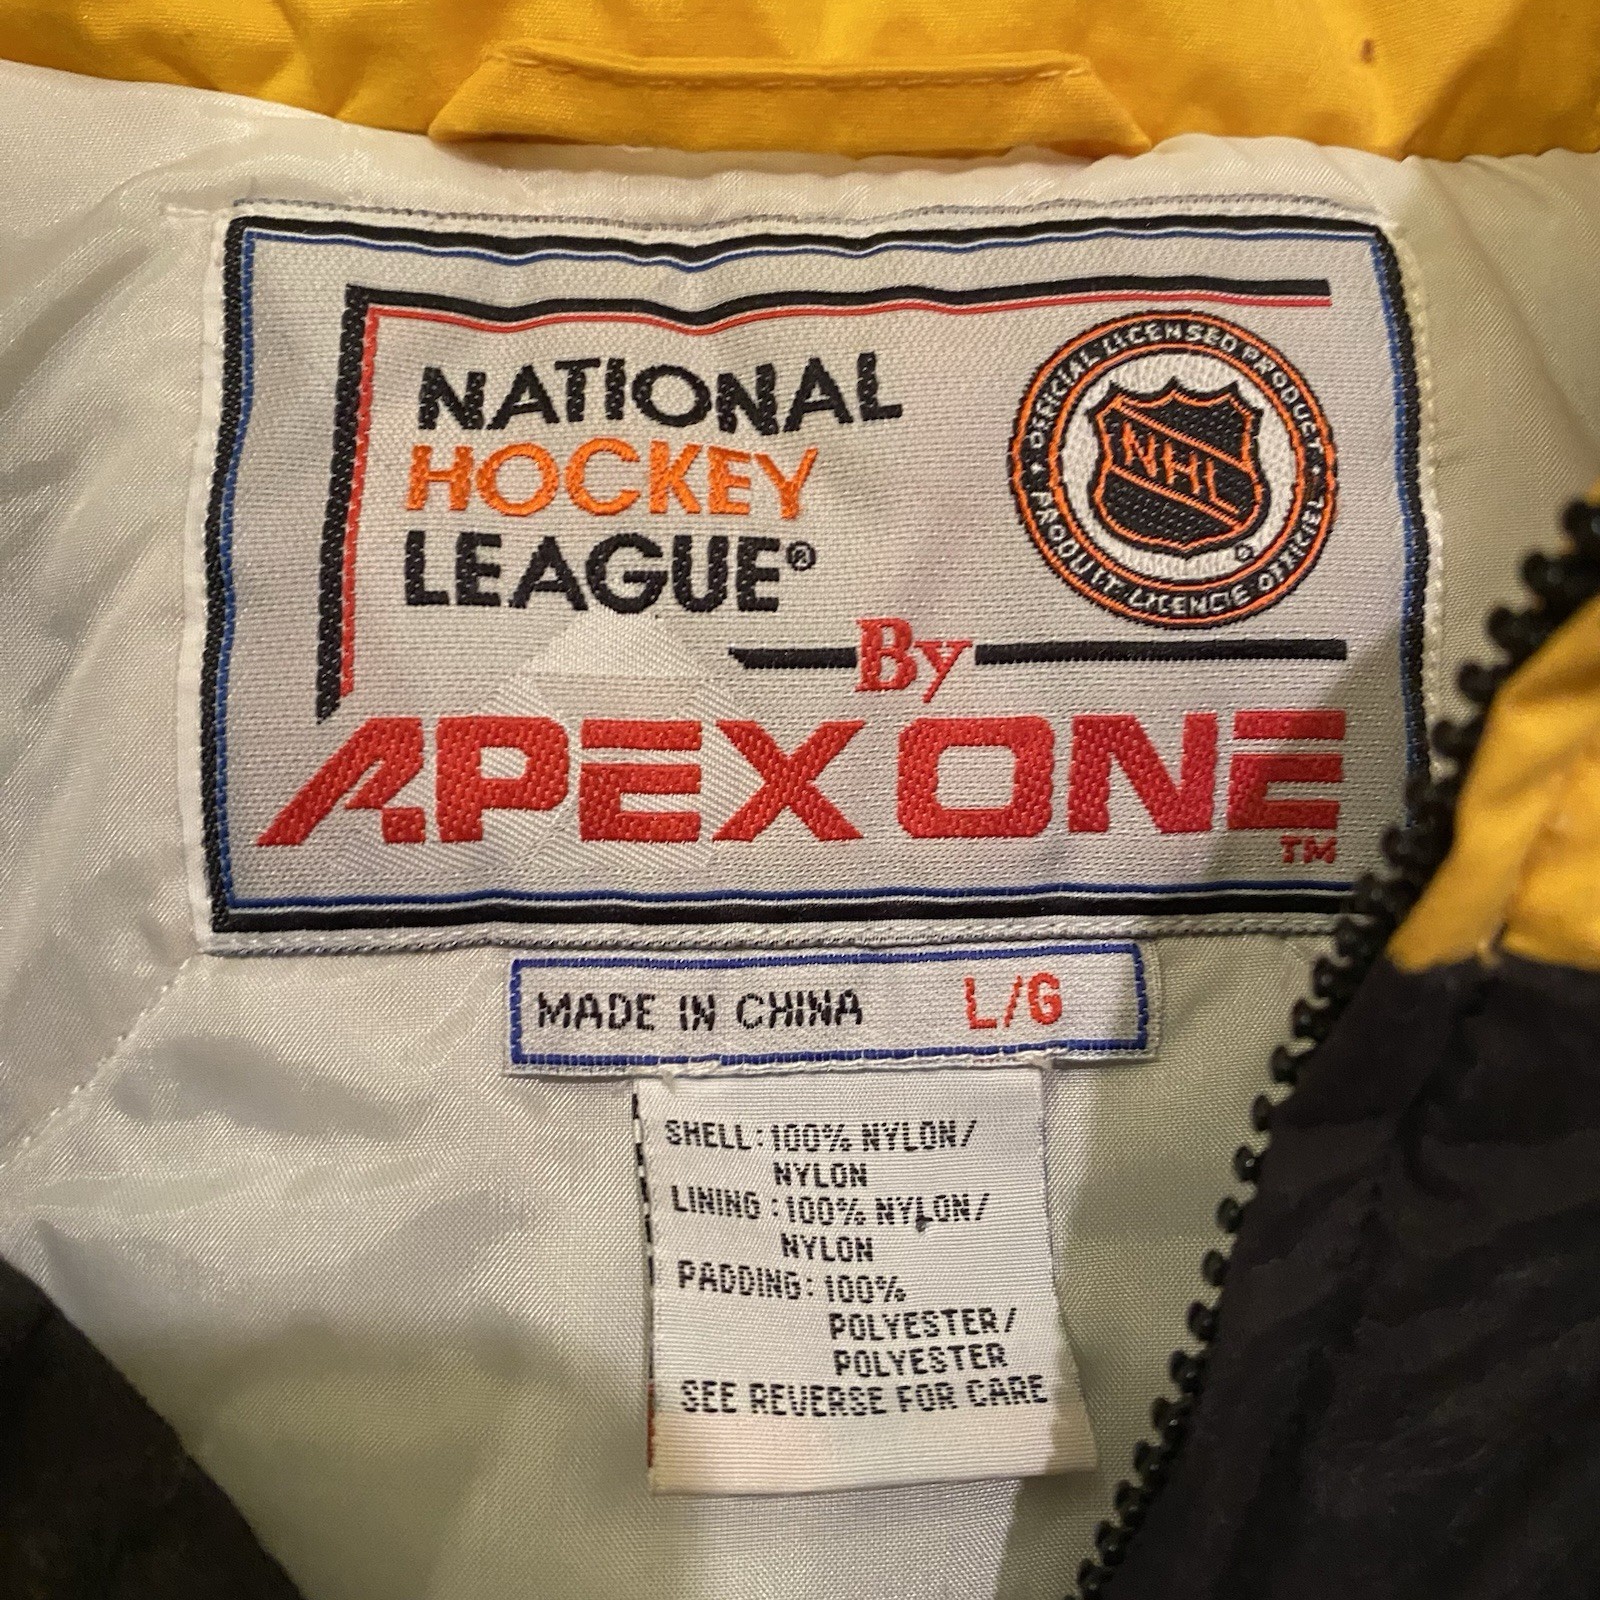 NATIONAL
HOCKEY
LEAGUE®
• OFFICIAL LICENSED PRODUCT •
PRODUIT LICENCIE OFFICIEL
NHL
By
APEX ONE
TM
MADE IN CHINA L/G
SHELL: 100% NYLON/
NYLON
LINING : 100% NYLON/
NYLON
PADDING: 100%
POLYESTER/
POLYESTER
SEE REVERSE FOR CARE